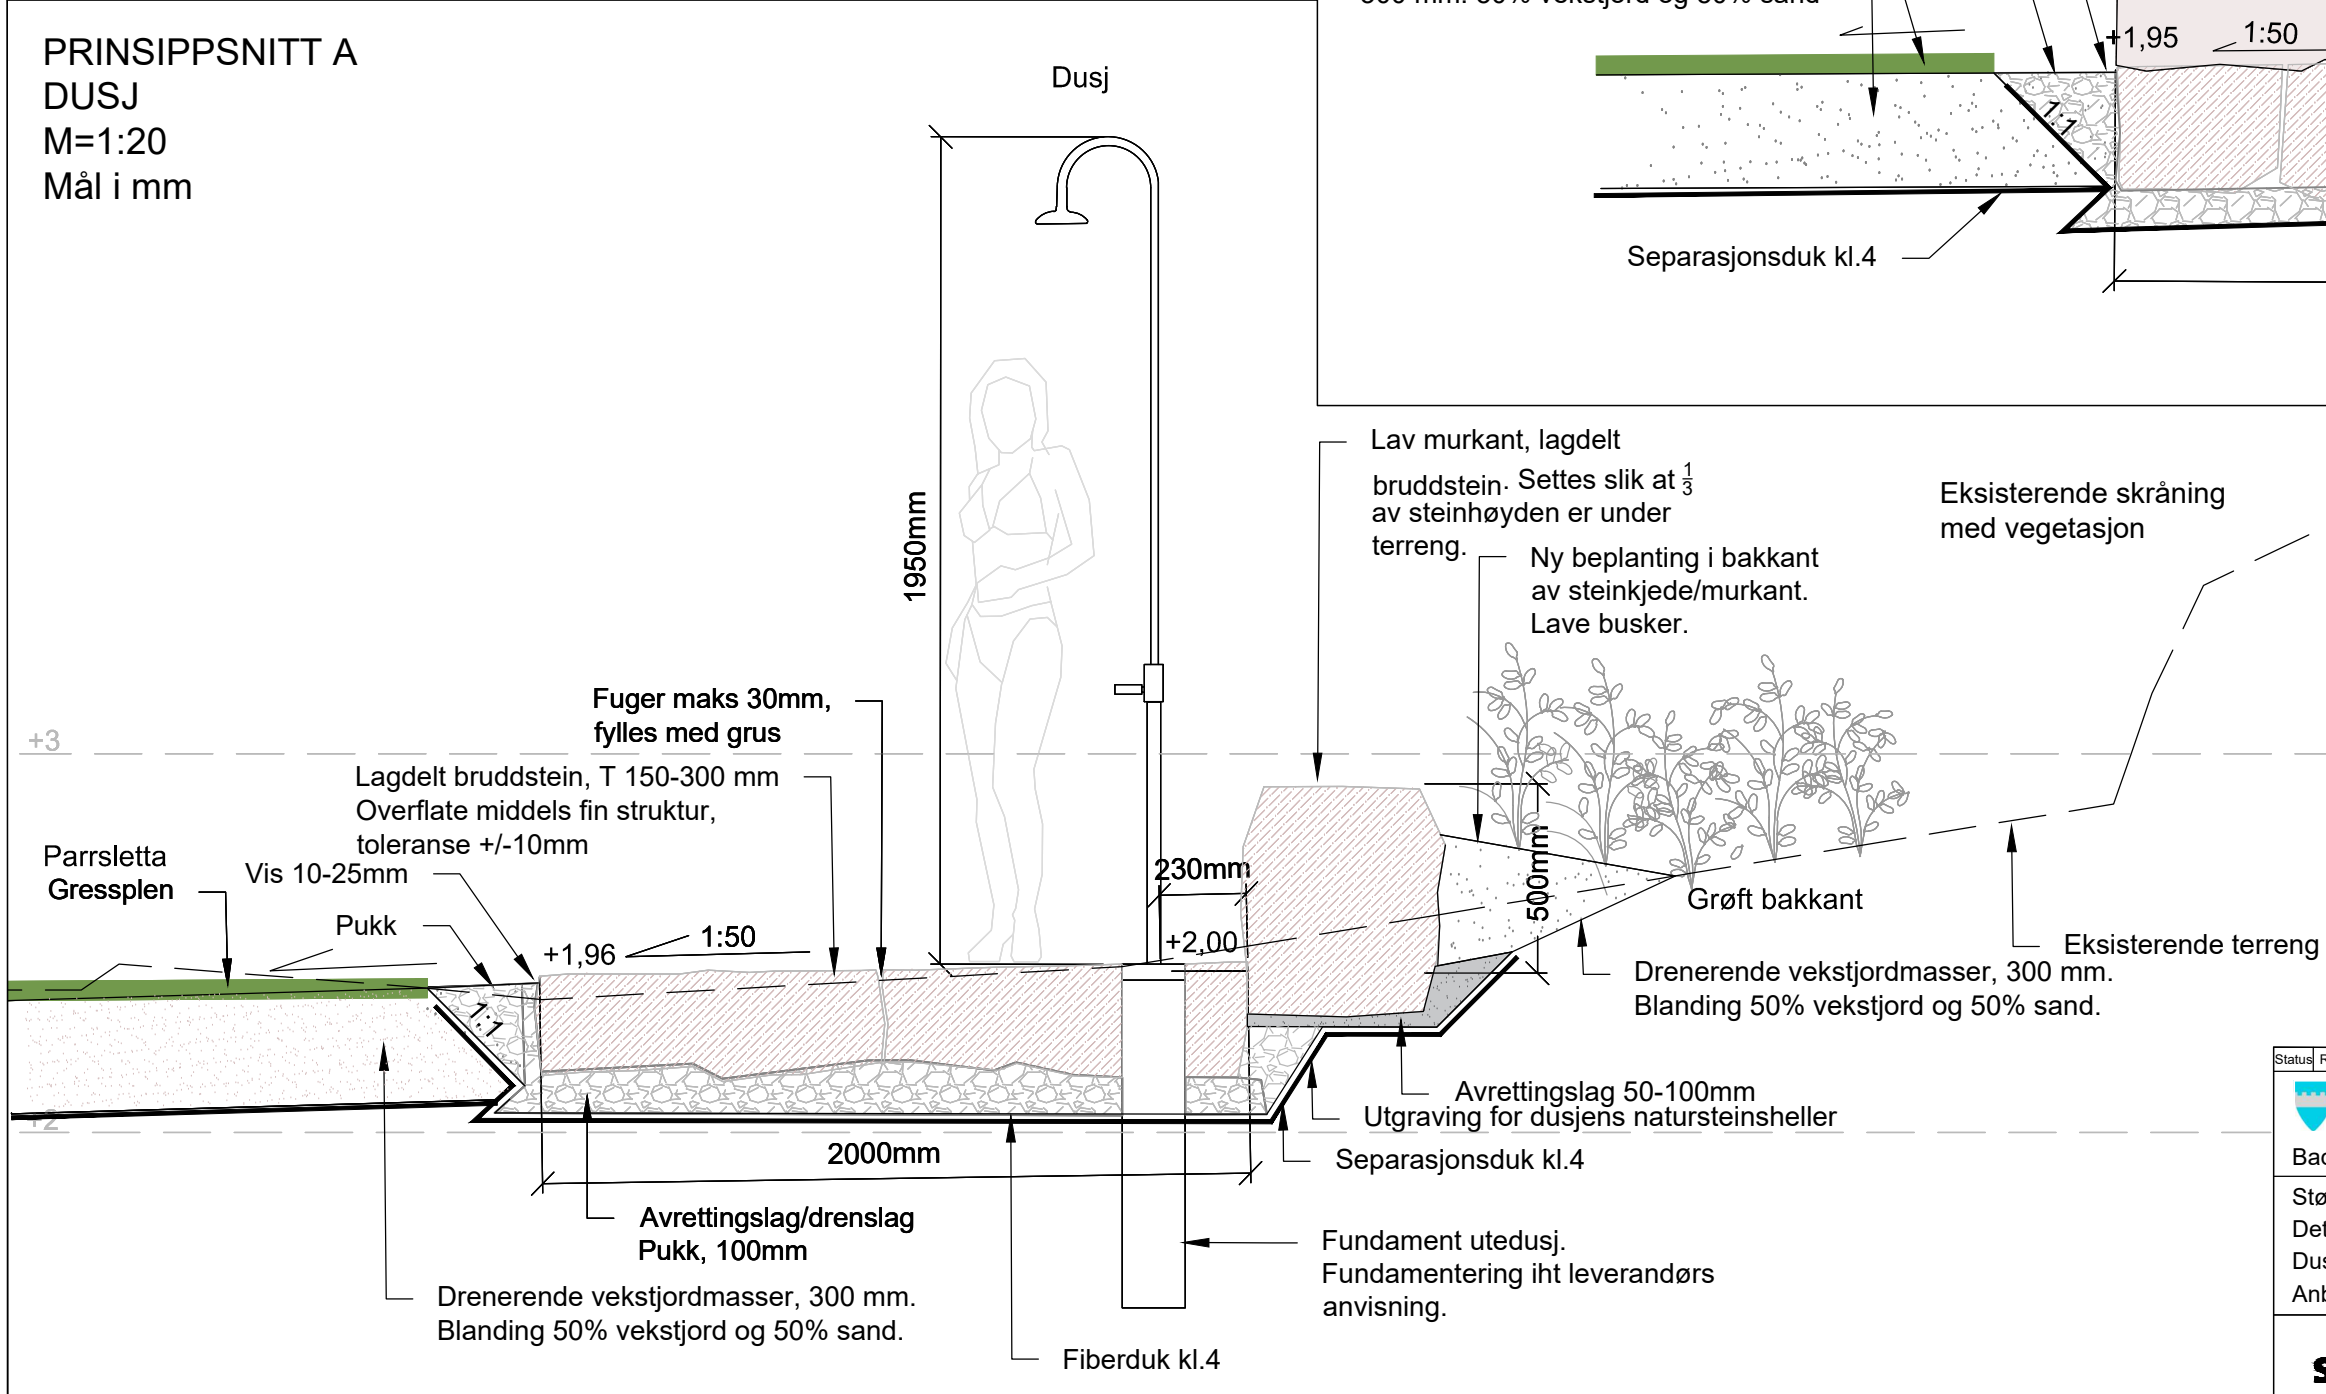 PRINSIPPSNITT A
DUSJ
M=1:20
Mål i mm
Dusj
+1,95
1:50
1:1
Separasjonsduk kl.4
1950mm
Lav murkant, lagdelt
bruddstein. Settes slik at 1/3
av steinhøyden er under
terreng.
Ny beplanting i bakkant
av steinkjede/murkant.
Lave busker.
Eksisterende skråning
med vegetasjon
Fuger maks 30mm,
fylles med grus
+3
Lagdelt bruddstein, T 150-300 mm
Overflate middels fin struktur,
toleranse +/-10mm
Parrsletta
Gressplen
Vis 10-25mm
Pukk
+1,96
1:50
1:1
230mm
+2,00
500mm
Grøft bakkant
Eksisterende terreng
Drenerende vekstjordmasser, 300 mm.
Blanding 50% vekstjord og 50% sand.
Avrettingslag 50-100mm
Utgraving for dusjens natursteinsheller
+2
2000mm
Separasjonsduk kl.4
Avrettingslag/drenslag
Pukk, 100mm
Fundament utedusj.
Fundamentering iht leverandørs
anvisning.
Drenerende vekstjordmasser, 300 mm.
Blanding 50% vekstjord og 50% sand.
Fiberduk kl.4
Status